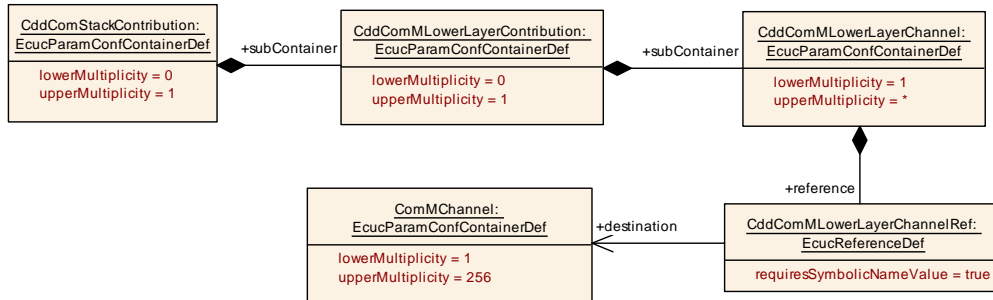 CddComStackContribution:
EcucParamConfContainerDef
lowerMultiplicity = 0
upperMultiplicity = 1
+subContainer
CddComMLowerLayerContribution:
EcucParamConfContainerDef
lowerMultiplicity = 0
upperMultiplicity = 1
+subContainer
CddComMLowerLayerChannel:
EcucParamConfContainerDef
lowerMultiplicity = 1
upperMultiplicity = *
+reference
ComMChannel:
EcucParamConfContainerDef
lowerMultiplicity = 1
upperMultiplicity = 256
+destination
CddComMLowerLayerChannelRef:
EcucReferenceDef
requiresSymbolicNameValue = true